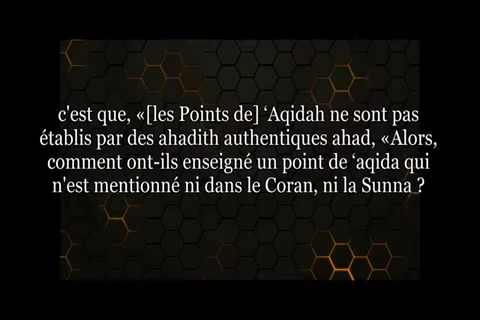 c'est que, «[les Points de] ‘Aqidah ne sont pas
établis par des ahadith authentiques ahad, «Alors,
comment ont-ils enseigné un point de ‘aqida qui
n'est mentionné ni dans le Coran, ni la Sunna ?